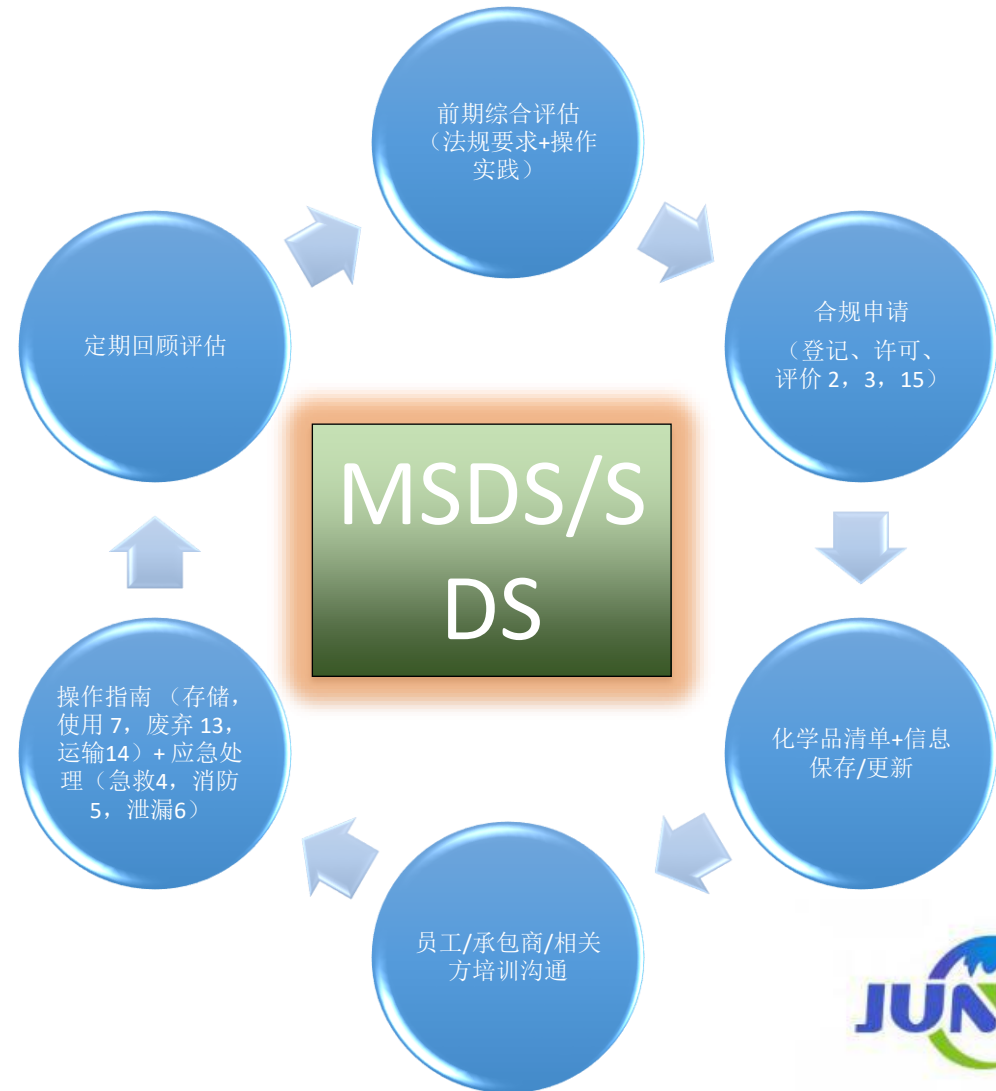 前期综合评估
（法规要求+操作
实践）
合规申请
（登记、许可、
评价 2，3，15）
化学品清单+信息
保存/更新
员工/承包商/相关
方培训沟通
操作指南 （存储，
使用 7，废弃 13，
运输14）+ 应急处
理（急救4，消防
5，泄漏6）
定期回顾评估
MSDS/S
DS
JUN